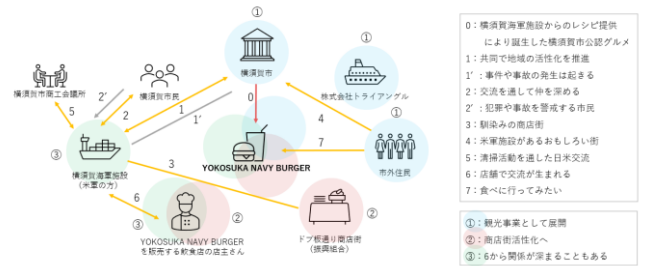 ①
①
横須賀市
株式会社トライアングル
横須賀市商工会議所
横須賀市民
2′
5
2
1
1′
0
4
①
③
横須賀海軍施設
（米軍の方）
7
YOKOSUKA NAVY BURGER
市外住民
3
6
③
②
②
YOKOSUKA NAVY BURGER
を販売する飲食店の店主さん
ドブ板通り商店街
（振興組合）
0：横須賀海軍施設からのレシピ提供
により誕生した横須賀市公認グルメ
1：共同で地域の活性化を推進
1′：事件や事故の発生は起きる
2：交流を通して仲を深める
2′：犯罪や事故を警戒する市民
3：馴染みの商店街
4：米軍施設があるおもしろい街
5：清掃活動を通した日米交流
6：店舗で交流が生まれる
7：食べに行ってみたい
①：観光事業として展開
②：商店街活性化へ
③：6から関係が深まることもある